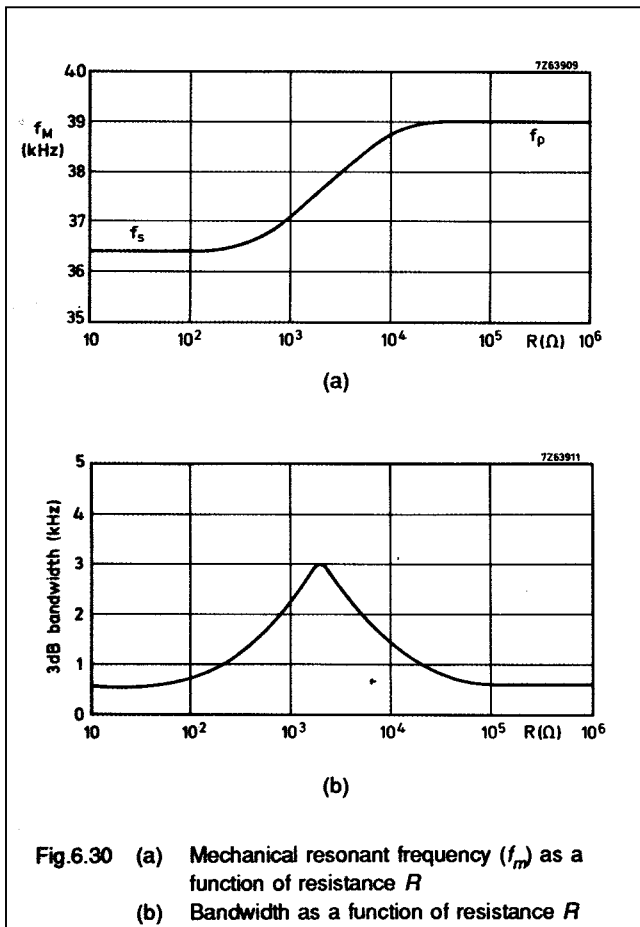 7Z63909
40
f_M
(kHz)
39
38
37
36
35
f_s
f_p
10 10² 10³ 10⁴ 10⁵ R(Ω) 10⁶
(a)
7Z63911
3dB bandwidth (kHz)
5
4
3
2
1
0
10 10² 10³ 10⁴ 10⁵ R(Ω) 10⁶
(b)
Fig.6.30 (a) Mechanical resonant frequency (f_m) as a
function of resistance R
(b) Bandwidth as a function of resistance R